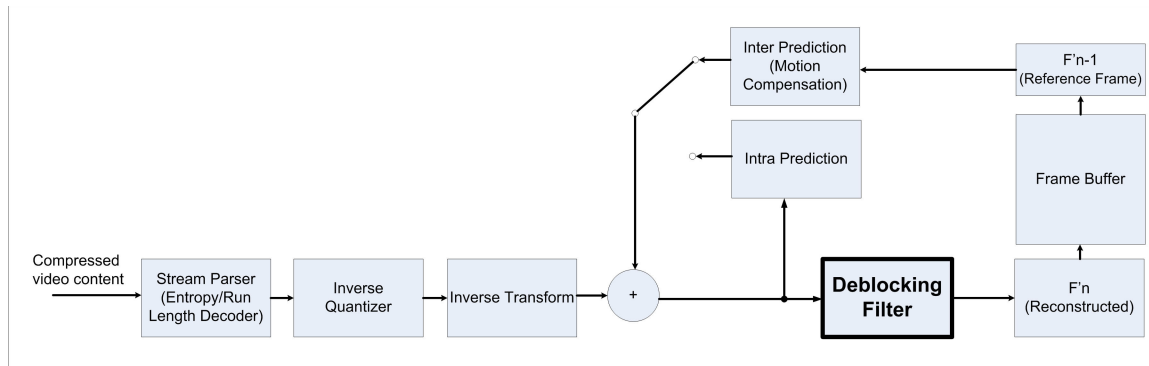 Inter Prediction
(Motion
Compensation)
F'n-1
(Reference Frame)
Intra Prediction
Frame Buffer
Compressed
video content
Stream Parser
(Entropy/Run
Length Decoder)
Inverse
Quantizer
Inverse Transform
+
Deblocking
Filter
F'n
(Reconstructed)